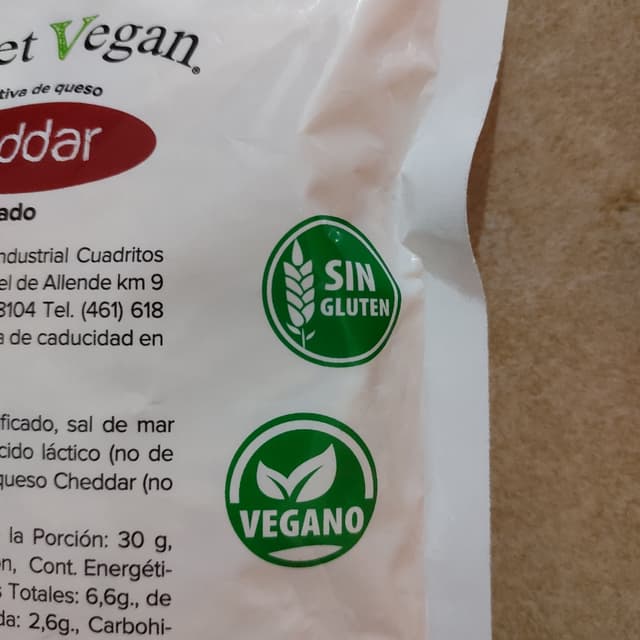 et Vegan®
tiva de queso
ddar
ado
ndustrial Cuadritos
el de Allende km 9
8104 Tel. (461) 618
a de caducidad en
SIN
GLUTEN
ficado, sal de mar
cido láctico (no de
queso Cheddar (no
VEGANO
la Porción: 30 g,
n, Cont. Energéti-
s Totales: 6,6g., de
da: 2,6g., Carbohi-